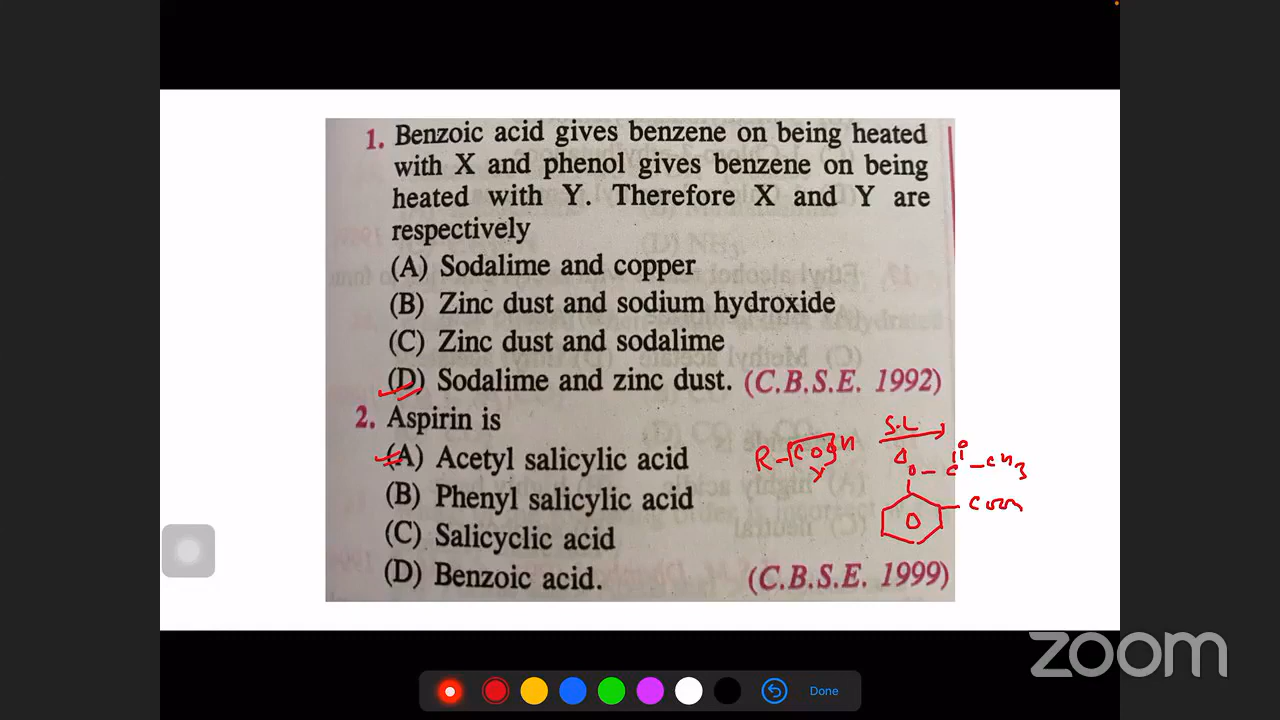 1. Benzoic acid gives benzene on being heated
with X and phenol gives benzene on being
heated with Y. Therefore X and Y are
respectively
(A) Sodalime and copper
(B) Zinc dust and sodium hydroxide
(C) Zinc dust and sodalime
(D) Sodalime and zinc dust. (C.B.S.E. 1992)
2. Aspirin is
(A) Acetyl salicylic acid
(B) Phenyl salicylic acid
(C) Salicyclic acid
(D) Benzoic acid. (C.B.S.E. 1999)
S.L
Δ
O-C-CH3
O
zoom
Done